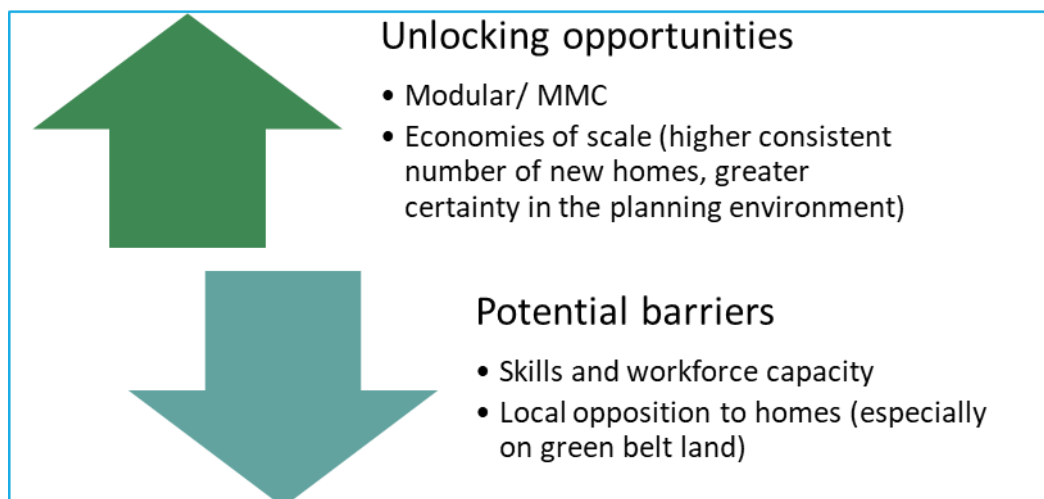 Unlocking opportunities
• Modular/ MMC
• Economies of scale (higher consistent
number of new homes, greater
certainty in the planning environment)
Potential barriers
• Skills and workforce capacity
• Local opposition to homes (especially
on green belt land)